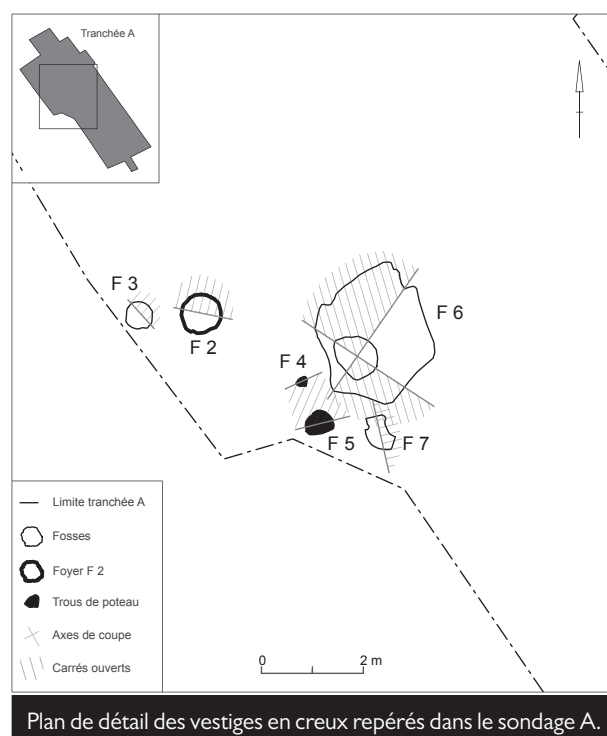 Tranchée A
F 3
F 2
F 6
F 4
F 5
F 7
Limite tranchée A
Fosses
Foyer F 2
Trous de poteau
Axes de coupe
Carrés ouverts
0 2 m
Plan de détail des vestiges en creux repérés dans le sondage A.